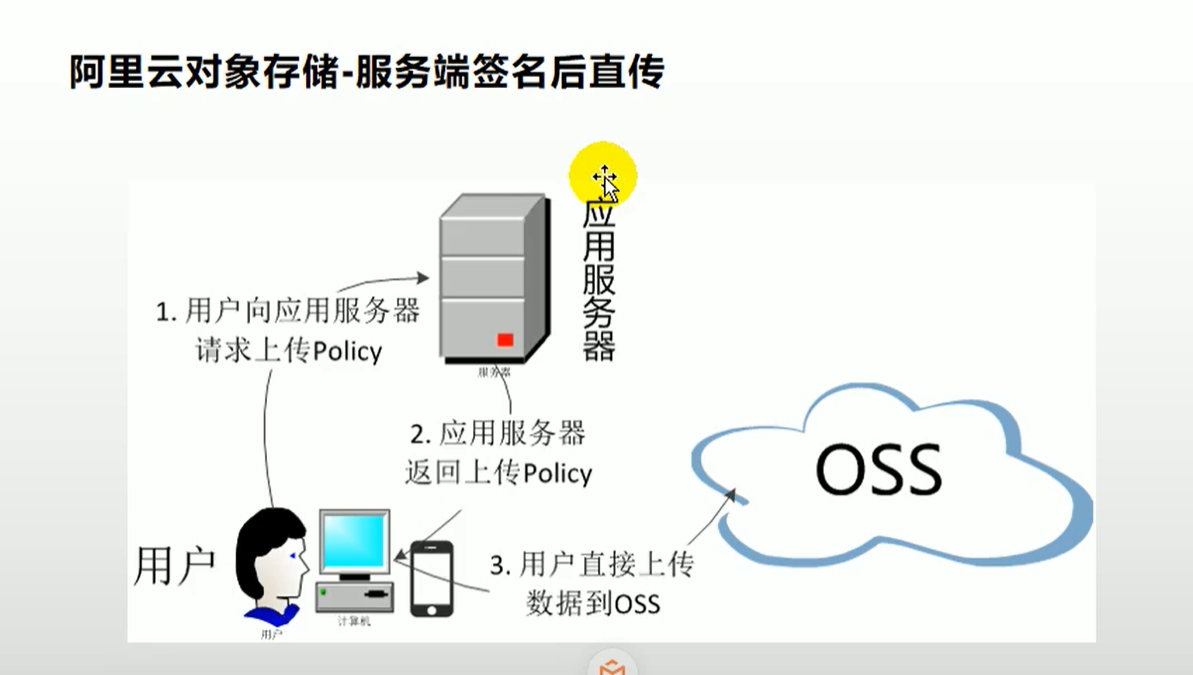 阿里云对象存储-服务端签名后直传
应用服务器
1. 用户向应用服务器
请求上传Policy
服务器
2. 应用服务器
返回上传Policy
OSS
用户
3. 用户直接上传
数据到OSS
计算机
用户